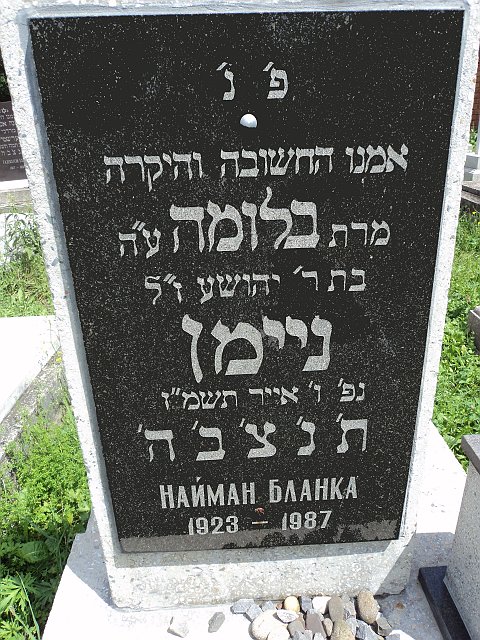 פ׳ נ׳
אמנו החשובה והיקרה
מרת בלומה ע״ה
בת ר׳ יהושע ז״ל
ניימן
נפ׳ ו׳ אייר תשמ״ז
ת׳ נ׳ צ׳ ב׳ ה׳
НАЙМАН БЛАНКА
1923 – 1987